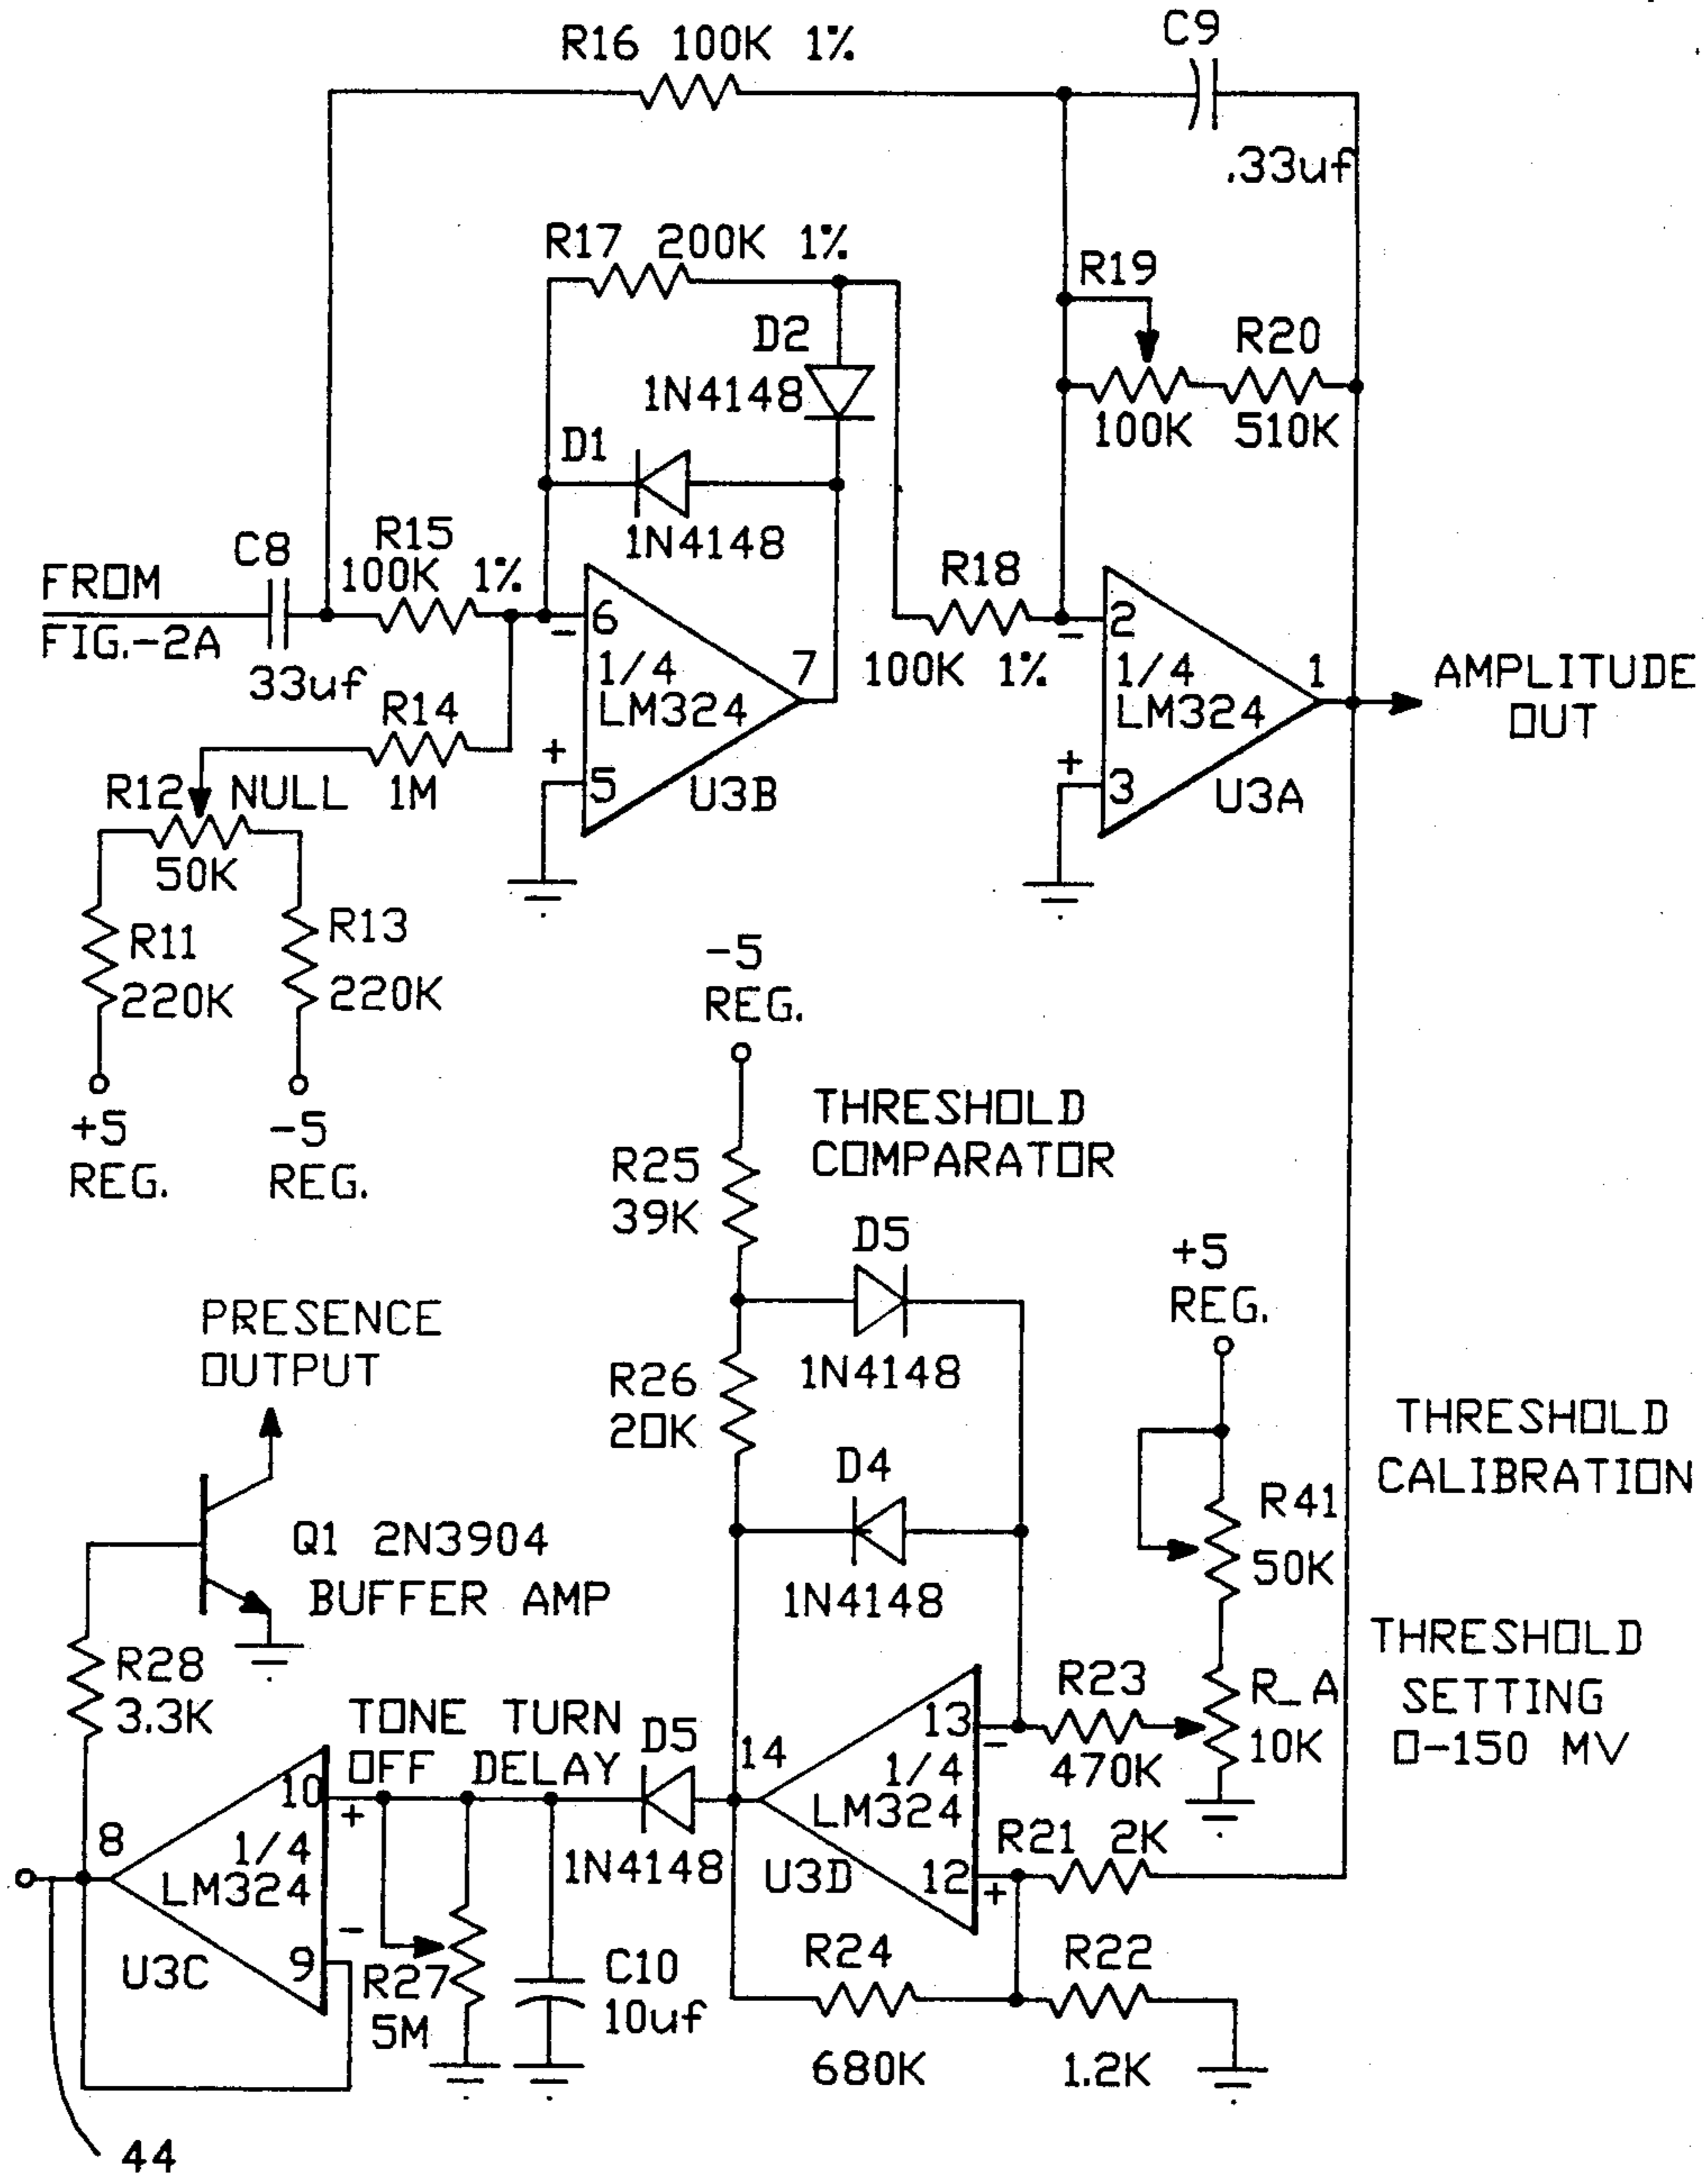 R16 100K 1%
C9
.33uf
R17 200K 1%
R19
D2
1N4148
R20
100K
510K
D1
1N4148
C8
R15
100K 1%
FROM
FIG.-2A
33uf
6
-
1/4
LM324
7
+
5
U3B
R18
100K 1%
2
-
1/4
LM324
1
+
3
U3A
AMPLITUDE
OUT
R14
1M
R12 NULL
50K
R11
220K
R13
220K
+5
REG.
-5
REG.
-5
REG.
THRESHOLD
COMPARATOR
R25
39K
D5
1N4148
+5
REG.
PRESENCE
OUTPUT
R26
20K
D4
1N4148
THRESHOLD
CALIBRATION
R41
50K
Q1 2N3904
BUFFER AMP
THRESHOLD
SETTING
0-150 MV
R28
3.3K
TONE TURN
OFF DELAY
D5
1N4148
14
13
-
1/4
LM324
U3D
12
+
R23
470K
R_A
10K
R21 2K
8
10
+
1/4
LM324
-
9
U3C
R27
5M
C10
10uf
R24
680K
R22
1.2K
44